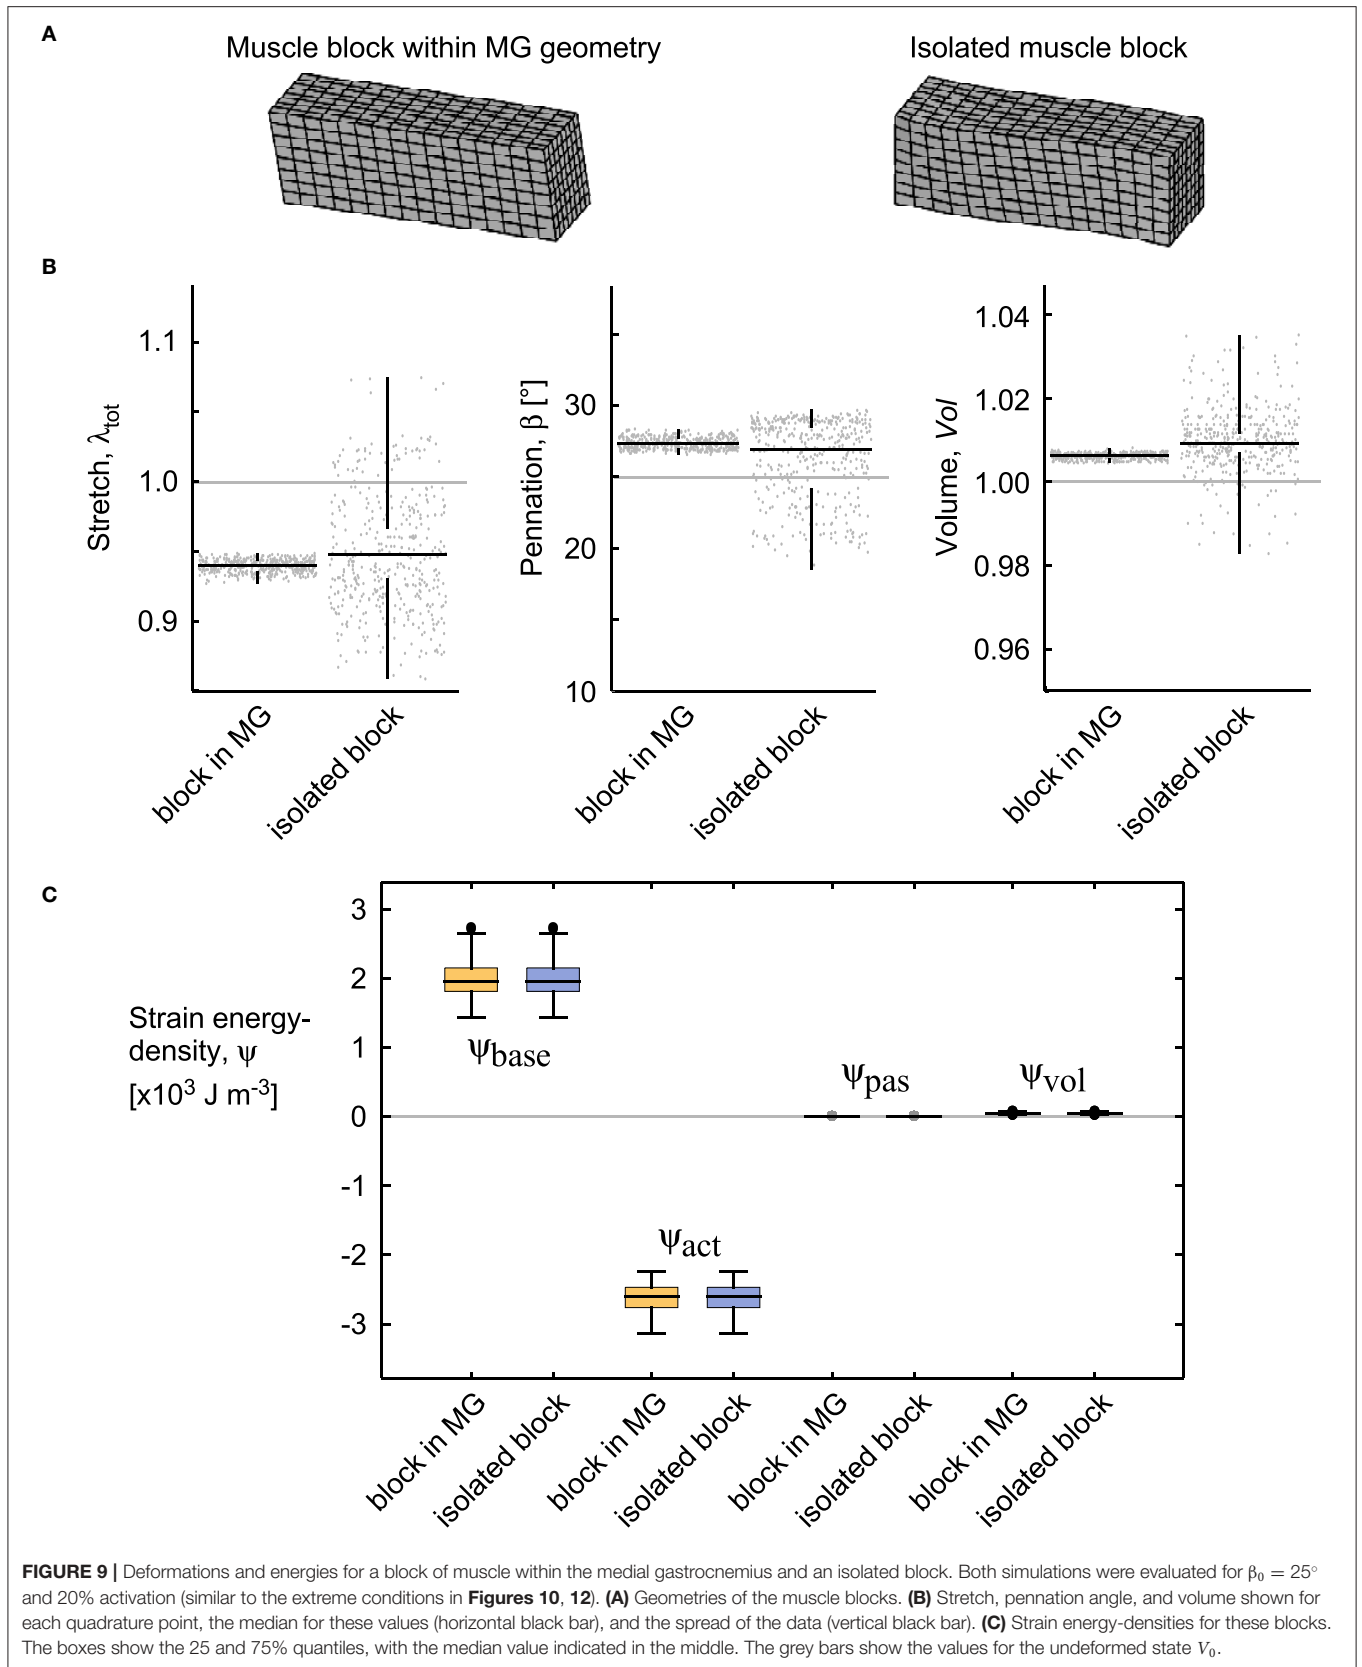 A
Muscle block within MG geometry
Isolated muscle block
B
1.1
1.0
0.9
Stretch, λtot
block in MG
isolated block
30
20
10
Pennation, β [°]
block in MG
isolated block
1.04
1.02
1.00
0.98
0.96
Volume, Vol
block in MG
isolated block
C
3
2
1
0
-1
-2
-3
Strain energy-
density, ψ
[x10³ J m⁻³]
ψbase
ψact
ψpas
ψvol
block in MG
isolated block
block in MG
isolated block
block in MG
isolated block
block in MG
isolated block
FIGURE 9 | Deformations and energies for a block of muscle within the medial gastrocnemius and an isolated block. Both simulations were evaluated for β₀ = 25°
and 20% activation (similar to the extreme conditions in Figures 10, 12). (A) Geometries of the muscle blocks. (B) Stretch, pennation angle, and volume shown for
each quadrature point, the median for these values (horizontal black bar), and the spread of the data (vertical black bar). (C) Strain energy-densities for these blocks.
The boxes show the 25 and 75% quantiles, with the median value indicated in the middle. The grey bars show the values for the undeformed state V₀.